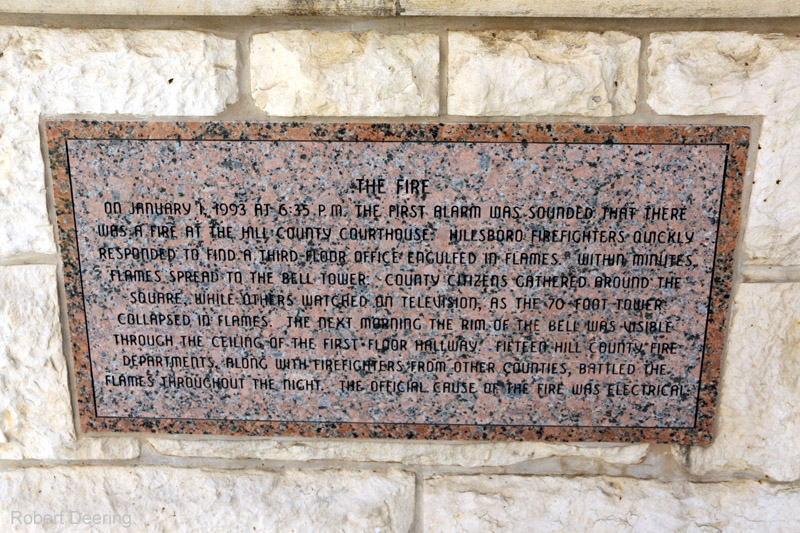 THE FIRE
ON JANUARY 1, 1993 AT 6:35 P.M. THE FIRST ALARM WAS SOUNDED THAT THERE
WAS A FIRE AT THE HILL COUNTY COURTHOUSE. HILLSBORO FIREFIGHTERS QUICKLY
RESPONDED TO FIND A THIRD-FLOOR OFFICE ENGULFED IN FLAMES. WITHIN MINUTES,
FLAMES SPREAD TO THE BELL TOWER. COUNTY CITIZENS GATHERED AROUND THE
SQUARE, WHILE OTHERS WATCHED ON TELEVISION, AS THE 70-FOOT TOWER
COLLAPSED IN FLAMES. THE NEXT MORNING THE RIM OF THE BELL WAS VISIBLE
THROUGH THE CEILING OF THE FIRST-FLOOR HALLWAY. FIFTEEN HILL COUNTY FIRE
DEPARTMENTS, ALONG WITH FIREFIGHTERS FROM OTHER COUNTIES, BATTLED THE
FLAMES THROUGHOUT THE NIGHT. THE OFFICIAL CAUSE OF THE FIRE WAS ELECTRICAL.
Robert Deering